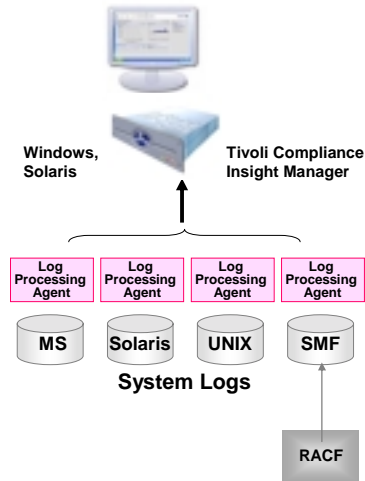 Windows,
Solaris
Tivoli Compliance
Insight Manager
Log
Processing
Agent
Log
Processing
Agent
Log
Processing
Agent
Log
Processing
Agent
MS
Solaris
UNIX
SMF
System Logs
RACF